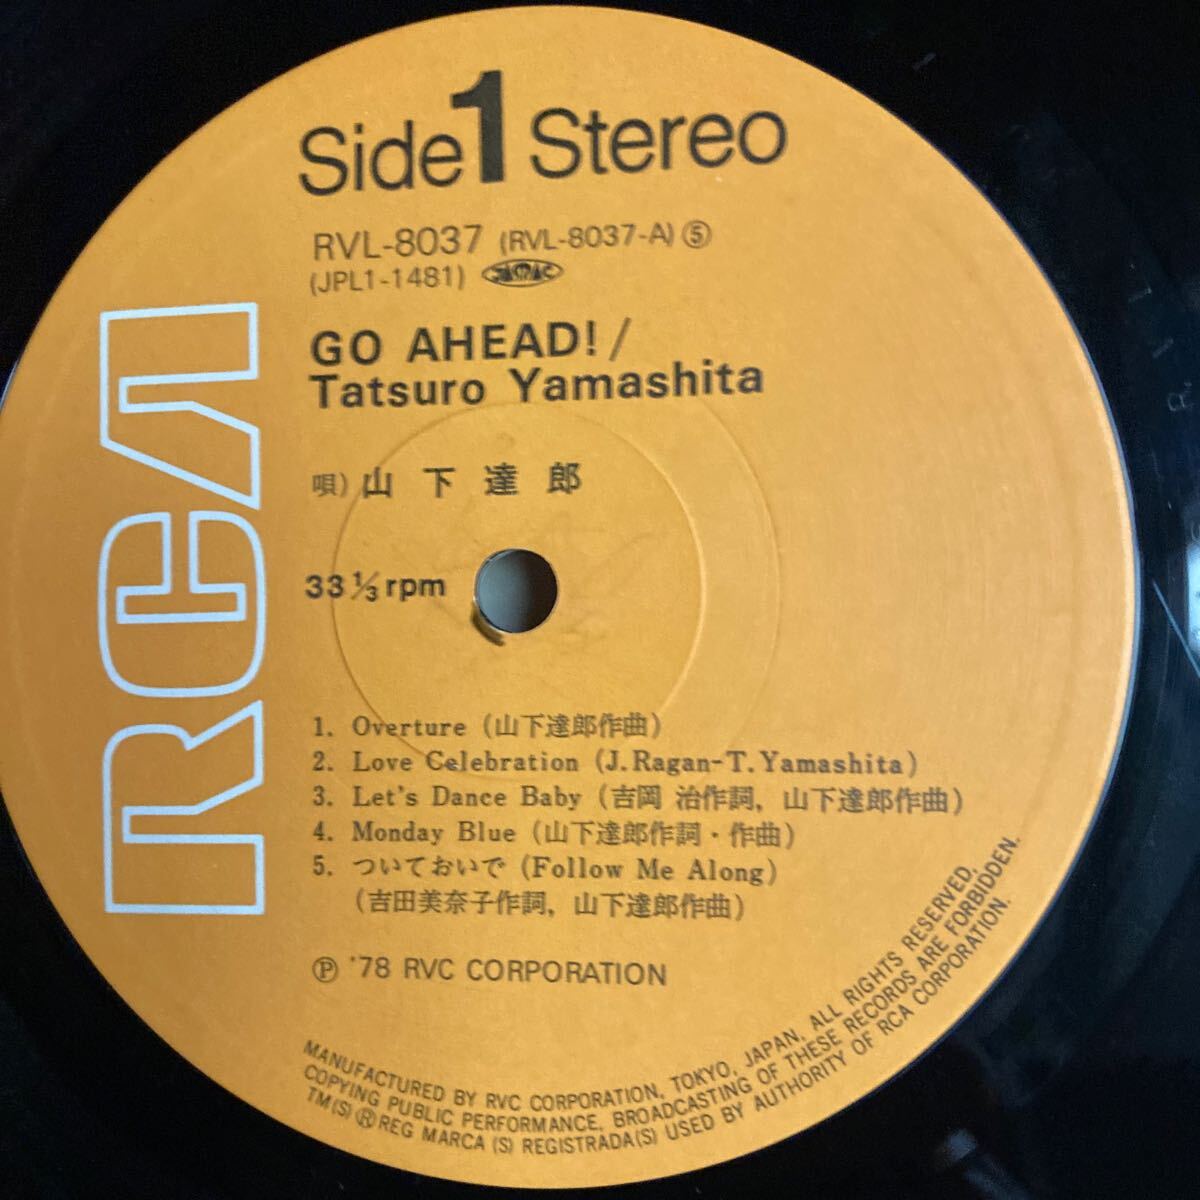 Side 1 Stereo
RVL-8037 (RVL-8037-A) ⑤
(JPL1-1481) JASRAC
GO AHEAD! /
Tatsuro Yamashita
唄) 山下達郎
33 1/3 rpm
RCA
1. Overture (山下達郎作曲)
2. Love Celebration (J.Ragan-T.Yamashita)
3. Let's Dance Baby (吉岡 治作詞, 山下達郎作曲)
4. Monday Blue (山下達郎作詞・作曲)
5. ついておいで (Follow Me Along)
(吉田美奈子作詞, 山下達郎作曲)
Ⓟ '78 RVC CORPORATION
MANUFACTURED BY RVC CORPORATION, TOKYO, JAPAN, ALL RIGHTS RESERVED,
COPYING PUBLIC PERFORMANCE, BROADCASTING OF THESE RECORDS ARE FORBIDDEN.
TM(S) ® REG MARCA (S) REGISTRADA(S) USED BY AUTHORITY OF RCA CORPORATION.